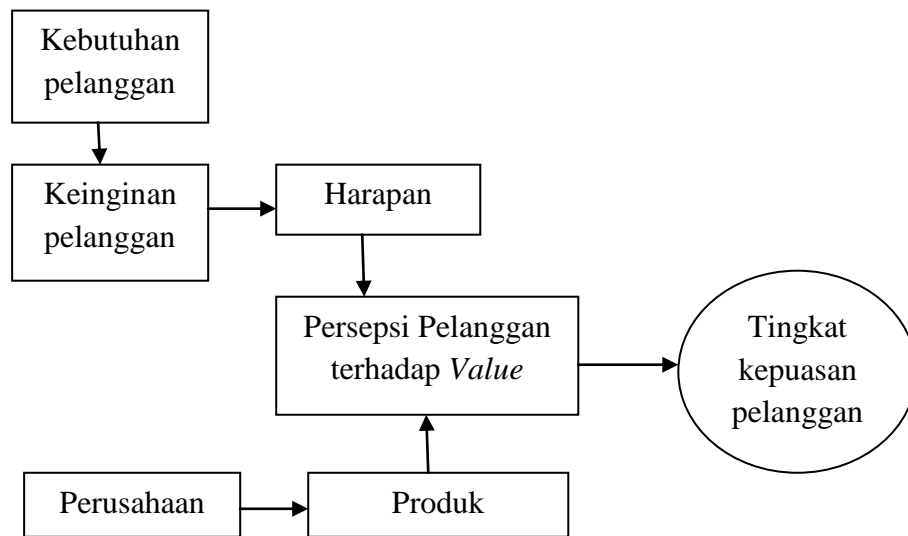 Kebutuhan
pelanggan
Keinginan
pelanggan
Harapan
Persepsi Pelanggan
terhadap Value
Tingkat
kepuasan
pelanggan
Perusahaan
Produk